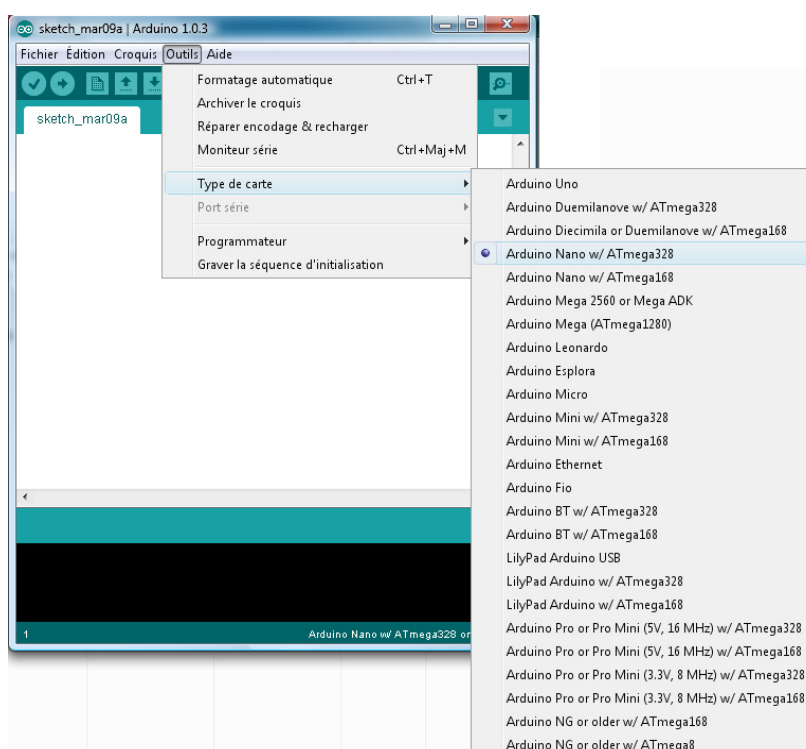 sketch_mar09a | Arduino 1.0.3
Fichier Édition Croquis Outils Aide
sketch_mar09a
Formatage automatique Ctrl+T
Archiver le croquis
Réparer encodage & recharger
Moniteur série Ctrl+Maj+M
Type de carte
Port série
Programmateur
Graver la séquence d'initialisation
Arduino Uno
Arduino Duemilanove w/ ATmega328
Arduino Diecimila or Duemilanove w/ ATmega168
Arduino Nano w/ ATmega328
Arduino Nano w/ ATmega168
Arduino Mega 2560 or Mega ADK
Arduino Mega (ATmega1280)
Arduino Leonardo
Arduino Esplora
Arduino Micro
Arduino Mini w/ ATmega328
Arduino Mini w/ ATmega168
Arduino Ethernet
Arduino Fio
Arduino BT w/ ATmega328
Arduino BT w/ ATmega168
LilyPad Arduino USB
LilyPad Arduino w/ ATmega328
LilyPad Arduino w/ ATmega168
Arduino Pro or Pro Mini (5V, 16 MHz) w/ ATmega328
Arduino Pro or Pro Mini (5V, 16 MHz) w/ ATmega168
Arduino Pro or Pro Mini (3.3V, 8 MHz) w/ ATmega328
Arduino Pro or Pro Mini (3.3V, 8 MHz) w/ ATmega168
Arduino NG or older w/ ATmega168
Arduino NG or older w/ ATmega8
1 Arduino Nano w/ ATmega328 or